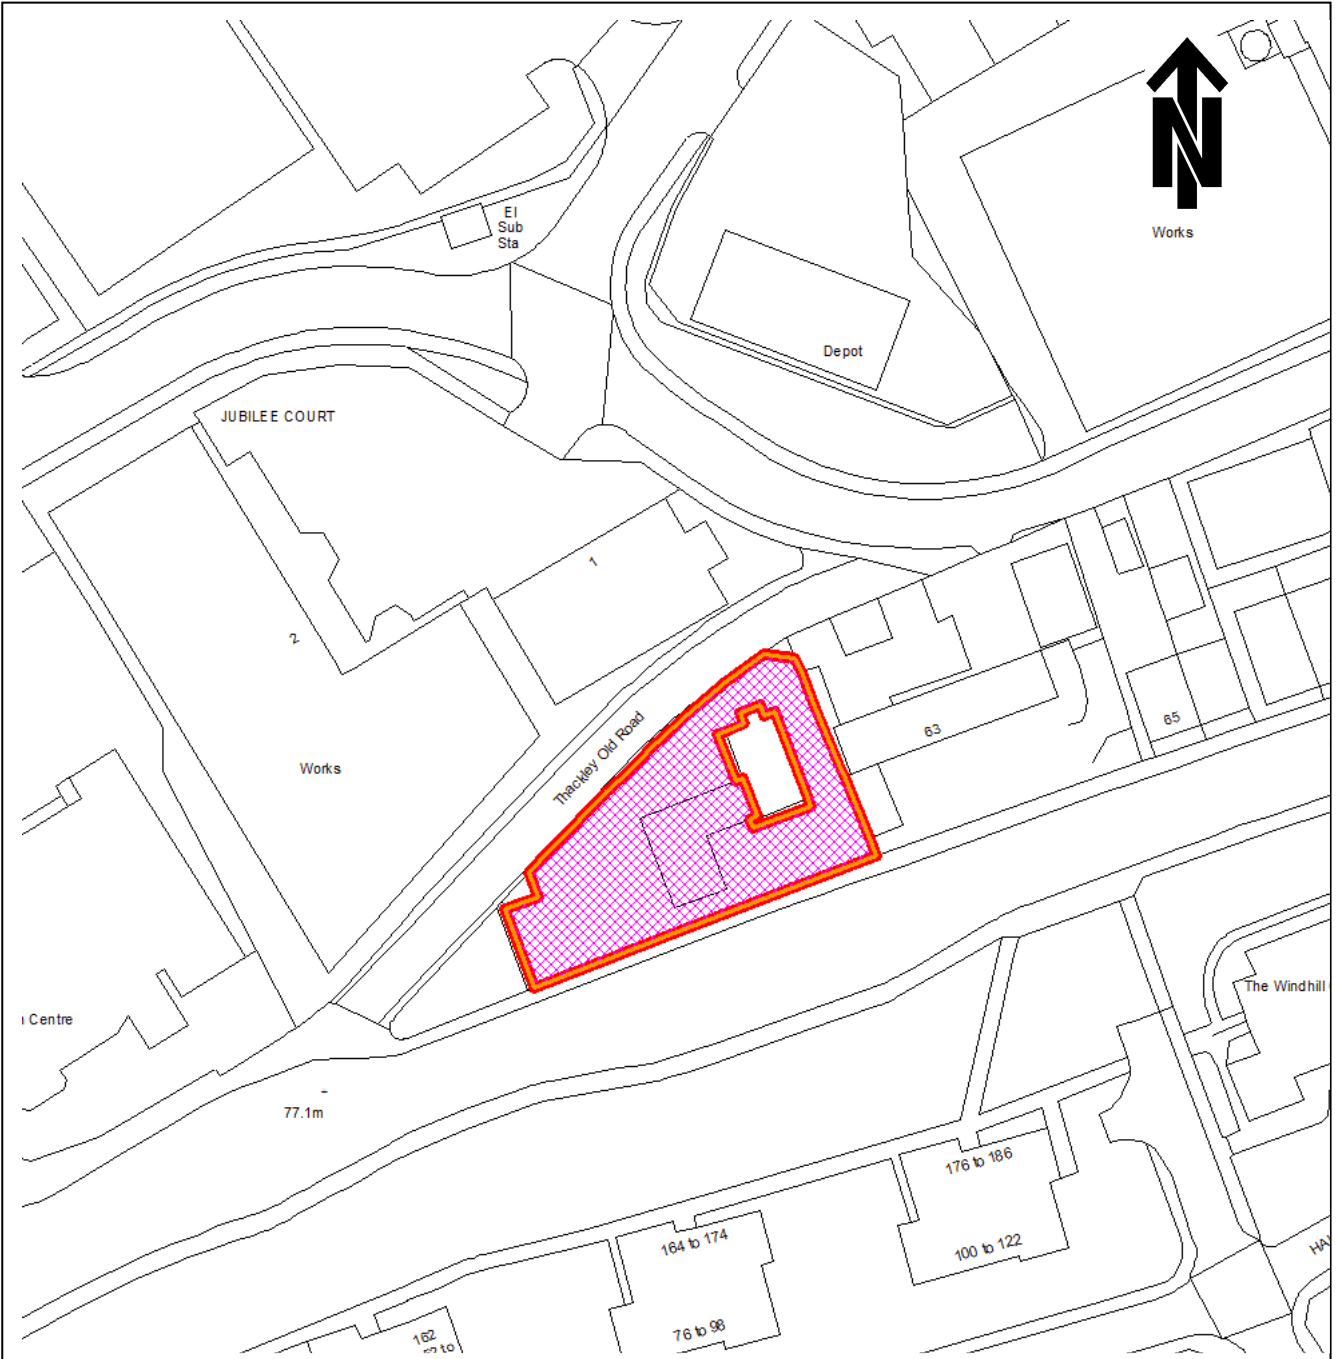 N
El
Sub
Sta
Works
Depot
JUBILEE COURT
1
2
Thackley Old Road
63
65
Works
The Windhill
Centre
77.1m
176 to 186
164 to 174
100 to 122
76 to 98
162